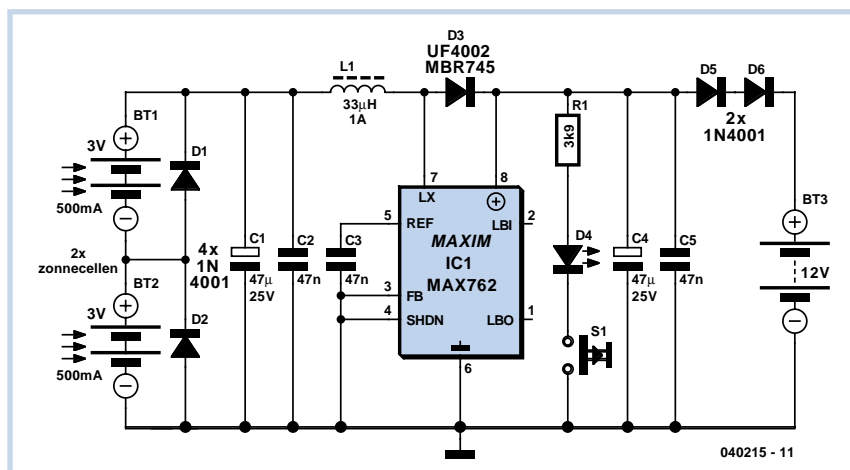 D3
UF4002
MBR745
L1
33µH
1A
D5
D6
2x
1N4001
R1
3k9
BT1
3V
500mA
D1
2x
zonnecellen
BT2
3V
500mA
D2
4x
1N
4001
C1
47µ
25V
C2
47n
C3
47n
7
LX
8
5
REF
LBI
2
MAXIM
IC1
MAX762
3
FB
4
SHDN
LBO
1
6
D4
S1
C4
47µ
25V
C5
47n
BT3
12V
040215 - 11